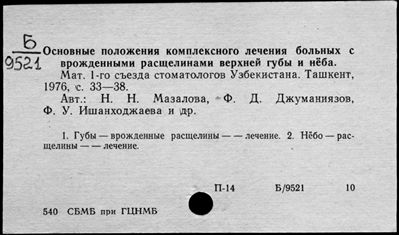 Б
9521
Основные положения комплексного лечения больных с
врожденными расщелинами верхней губы и нёба.
Мат. 1-го съезда стоматологов Узбекистана. Ташкент,
1976, с. 33—38.
Авт.: Н. Н. Мазалова, Ф. Д. Джуманиязов,
Ф. У. Ишанходжаева и др.
1. Губы — врожденные расщелины — — лечение. 2. Нёбо — рас-
щелины — — лечение.
П-14 Б/9521 10
540 СБМБ при ГЦНМБ